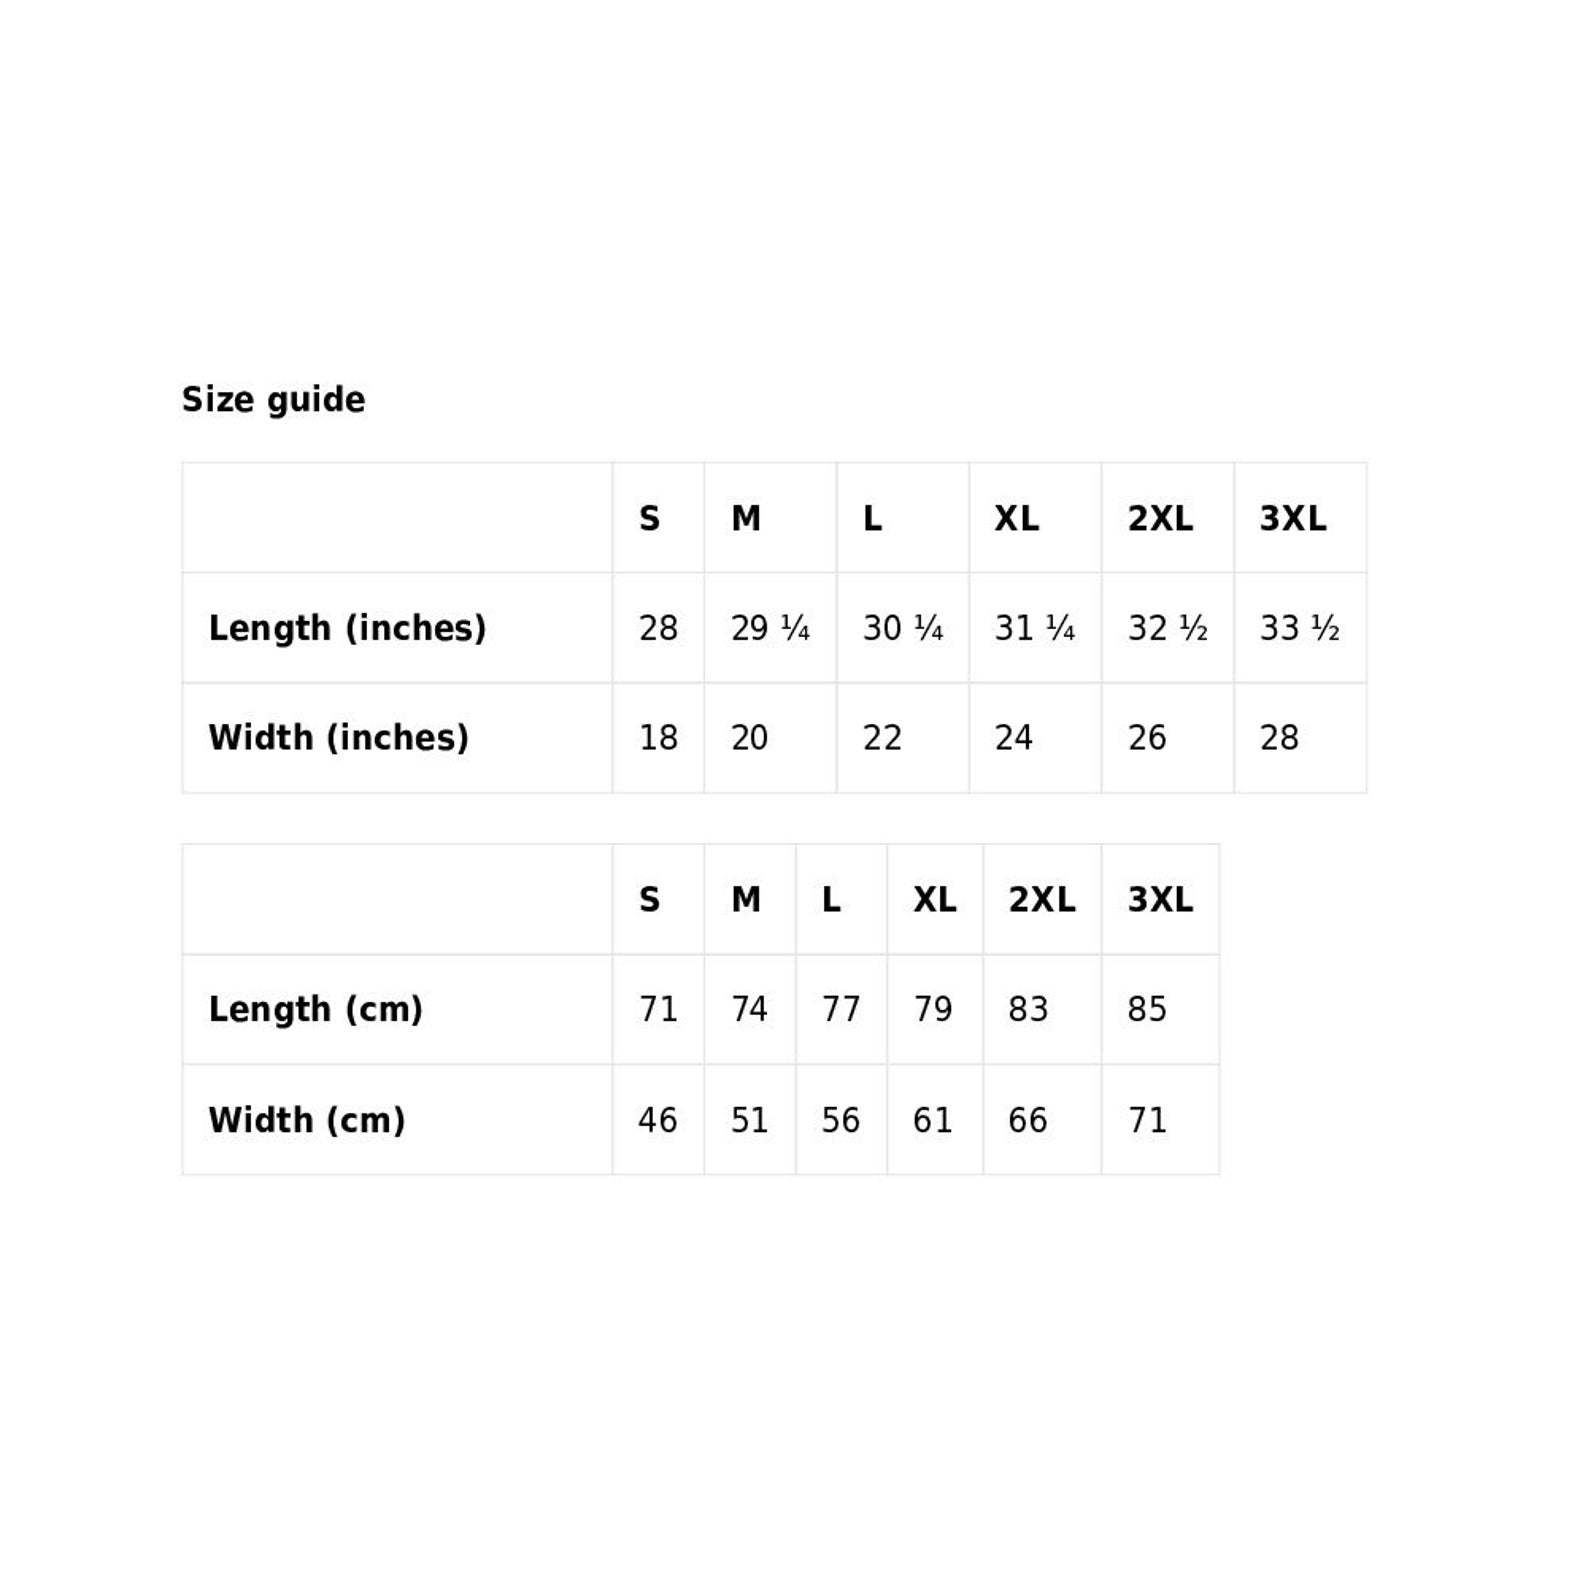 Size guide
S M L XL 2XL 3XL
Length (inches) 28 29 ¼ 30 ¼ 31 ¼ 32 ½ 33 ½
Width (inches) 18 20 22 24 26 28
S M L XL 2XL 3XL
Length (cm) 71 74 77 79 83 85
Width (cm) 46 51 56 61 66 71